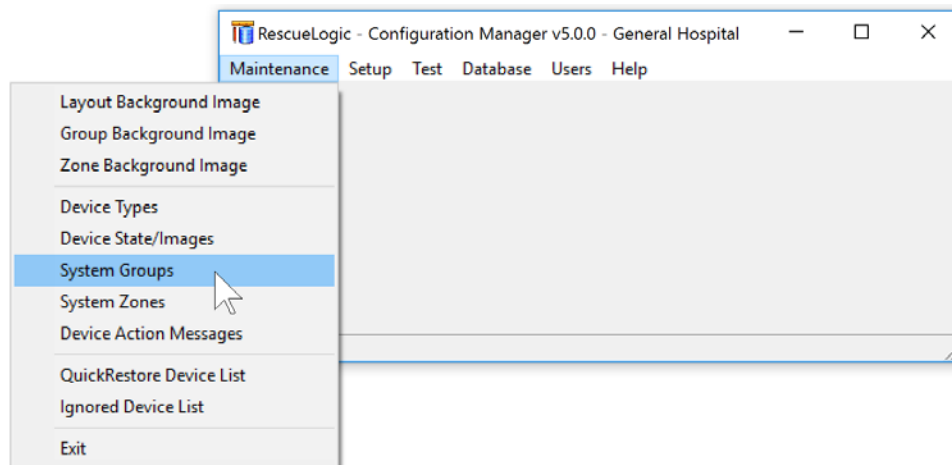 RescueLogic - Configuration Manager v5.0.0 - General Hospital
Maintenance Setup Test Database Users Help
Layout Background Image
Group Background Image
Zone Background Image
Device Types
Device State/Images
System Groups
System Zones
Device Action Messages
QuickRestore Device List
Ignored Device List
Exit